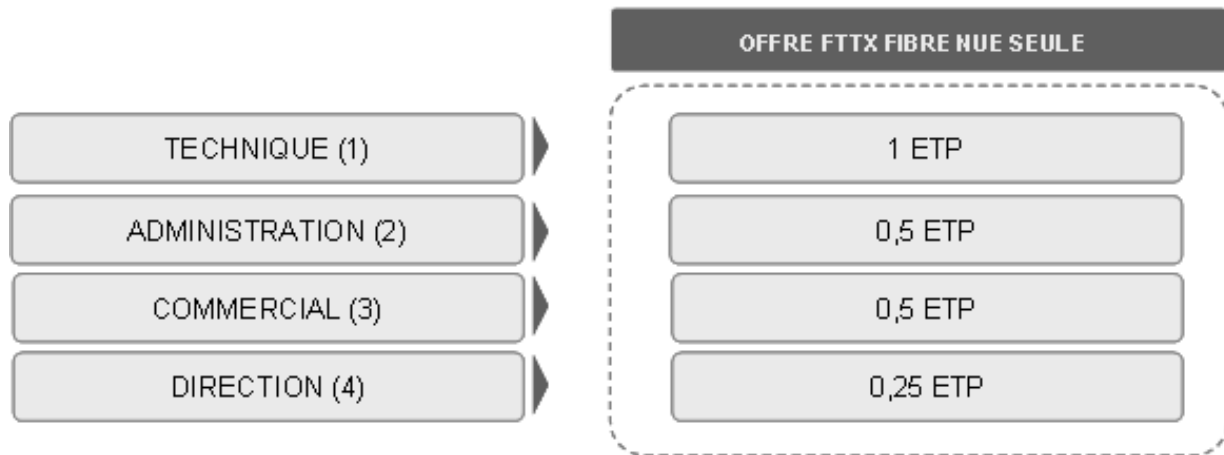 OFFRE FTTX FIBRE NUE SEULE
TECHNIQUE (1) 1 ETP
ADMINISTRATION (2) 0,5 ETP
COMMERCIAL (3) 0,5 ETP
DIRECTION (4) 0,25 ETP